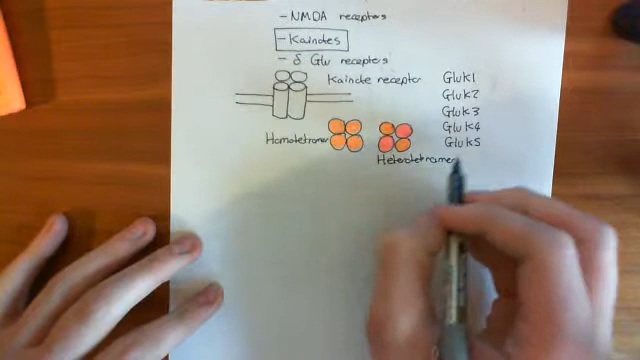 - NMDA receptors
- Kainates
- δ Glu receptors
Kainate receptor
GluK1
GluK2
GluK3
GluK4
GluK5
Homotetramer
Heterotetramer